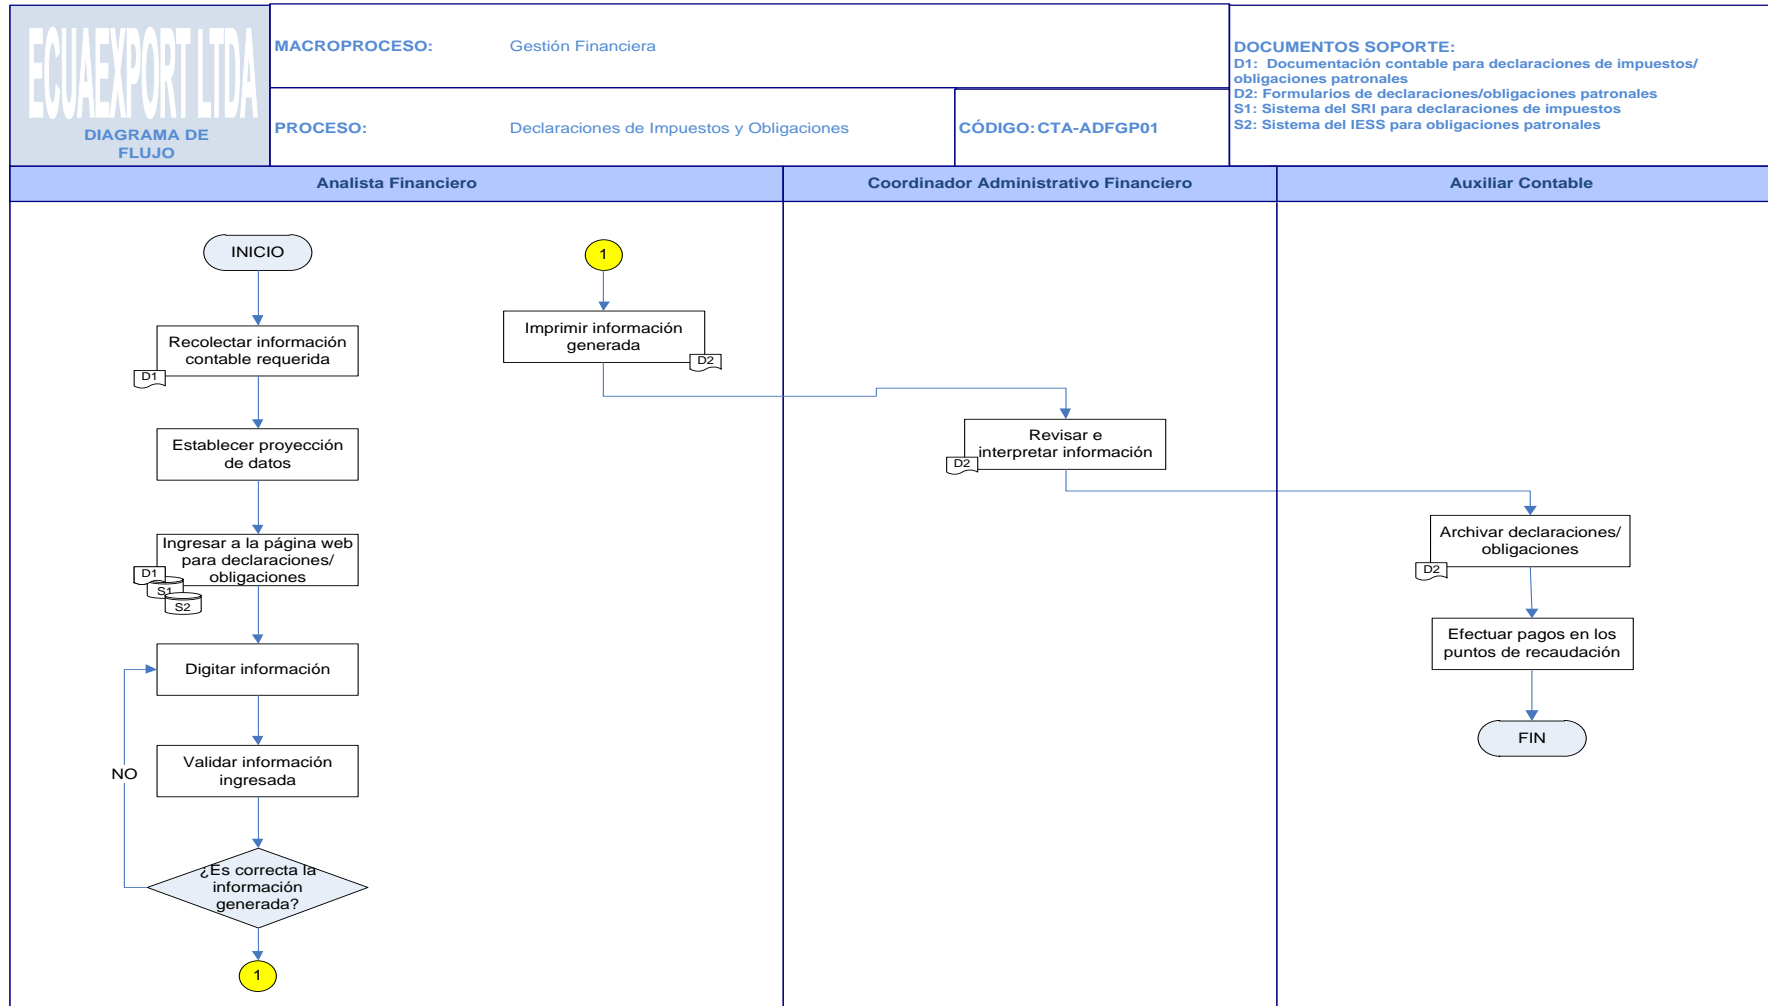 ECUAEXPORT LTDA
DIAGRAMA DE
FLUJO
MACROPROCESO: Gestión Financiera
PROCESO: Declaraciones de Impuestos y Obligaciones
CÓDIGO: CTA-ADFGP01
DOCUMENTOS SOPORTE:
D1: Documentación contable para declaraciones de impuestos/
obligaciones patronales
D2: Formularios de declaraciones/obligaciones patronales
S1: Sistema del SRI para declaraciones de impuestos
S2: Sistema del IESS para obligaciones patronales
Analista Financiero
Coordinador Administrativo Financiero
Auxiliar Contable
INICIO
Recolectar información
contable requerida
D1
Establecer proyección
de datos
Ingresar a la página web
para declaraciones/
obligaciones
D1
S1
S2
Digitar información
Validar información
ingresada
NO
¿Es correcta la
información
generada?
1
1
Imprimir información
generada
D2
Revisar e
interpretar información
D2
Archivar declaraciones/
obligaciones
D2
Efectuar pagos en los
puntos de recaudación
FIN